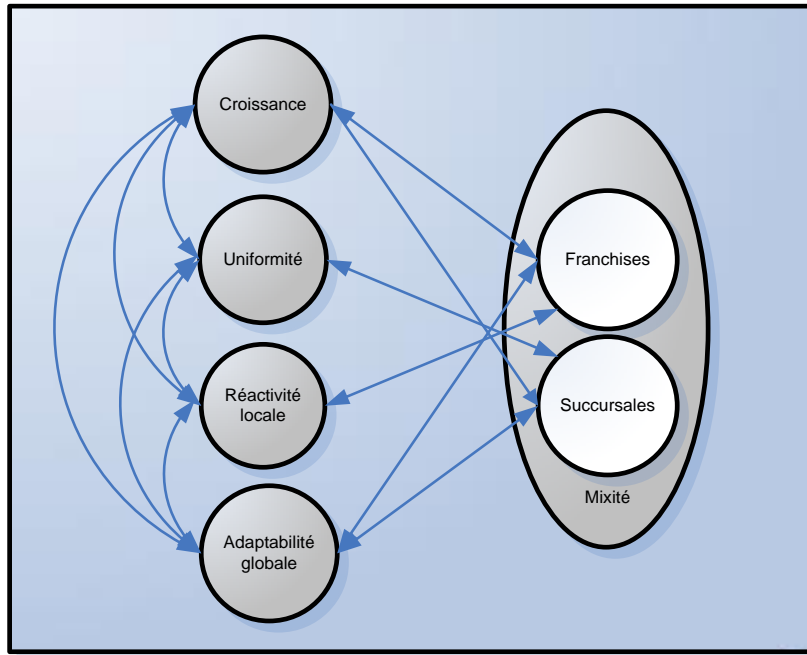 Croissance
Uniformité
Réactivité
locale
Adaptabilité
globale
Franchises
Succursales
Mixité